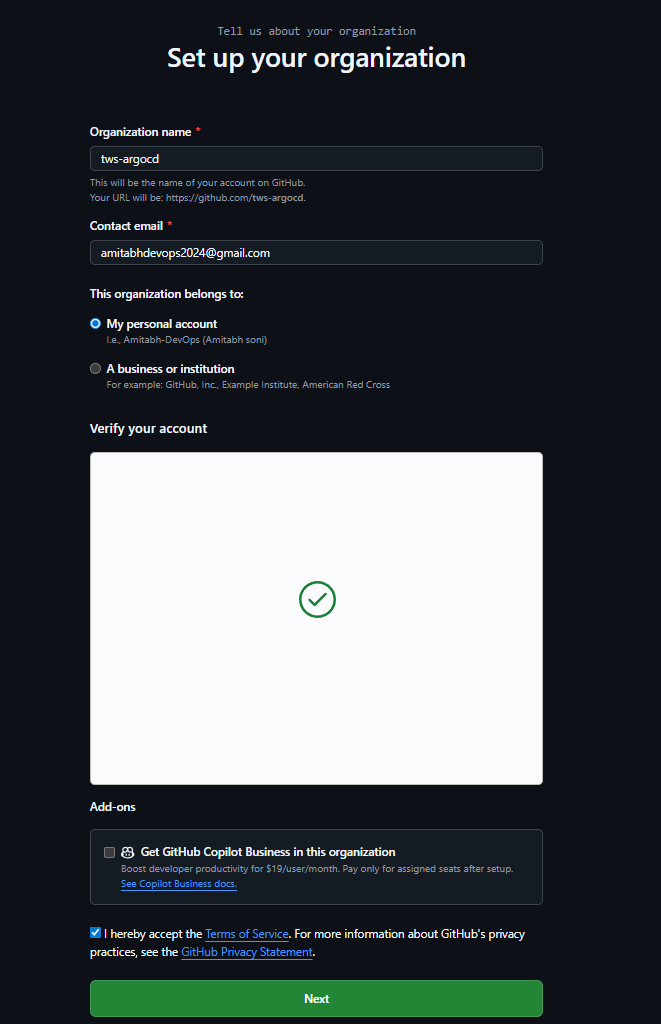 Tell us about your organization
Set up your organization
Organization name *
tws-argocd
This will be the name of your account on GitHub.
Your URL will be: https://github.com/tws-argocd.
Contact email *
amitabhdevops2024@gmail.com
This organization belongs to:
My personal account
I.e., Amitabh-DevOps (Amitabh soni)
A business or institution
For example: GitHub, Inc., Example Institute, American Red Cross
Verify your account
Add-ons
Get GitHub Copilot Business in this organization
Boost developer productivity for $19/user/month. Pay only for assigned seats after setup.
See Copilot Business docs.
I hereby accept the Terms of Service. For more information about GitHub's privacy
practices, see the GitHub Privacy Statement.
Next